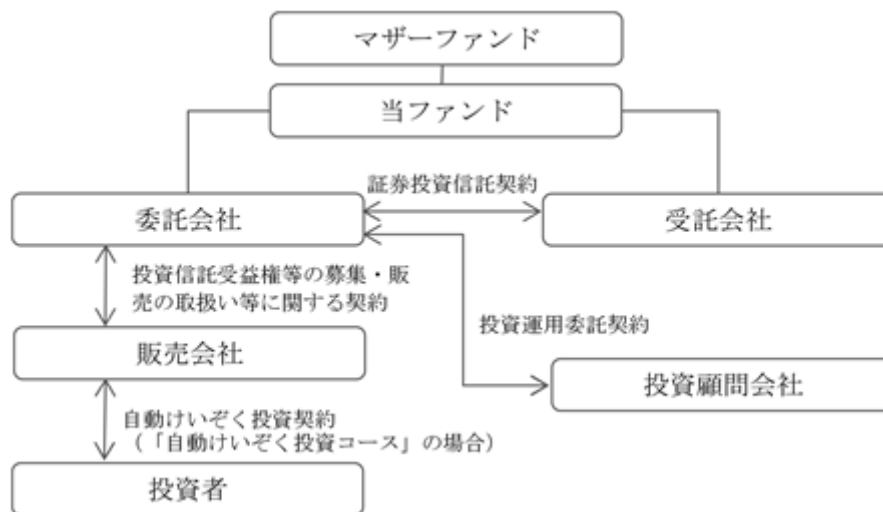 マザーファンド
当ファンド
証券投資信託契約
委託会社
受託会社
投資信託受益権等の募集・販
売の取扱い等に関する契約
投資運用委託契約
販売会社
投資顧問会社
自動けいぞく投資契約
（「自動けいぞく投資コース」の場合）
投資者